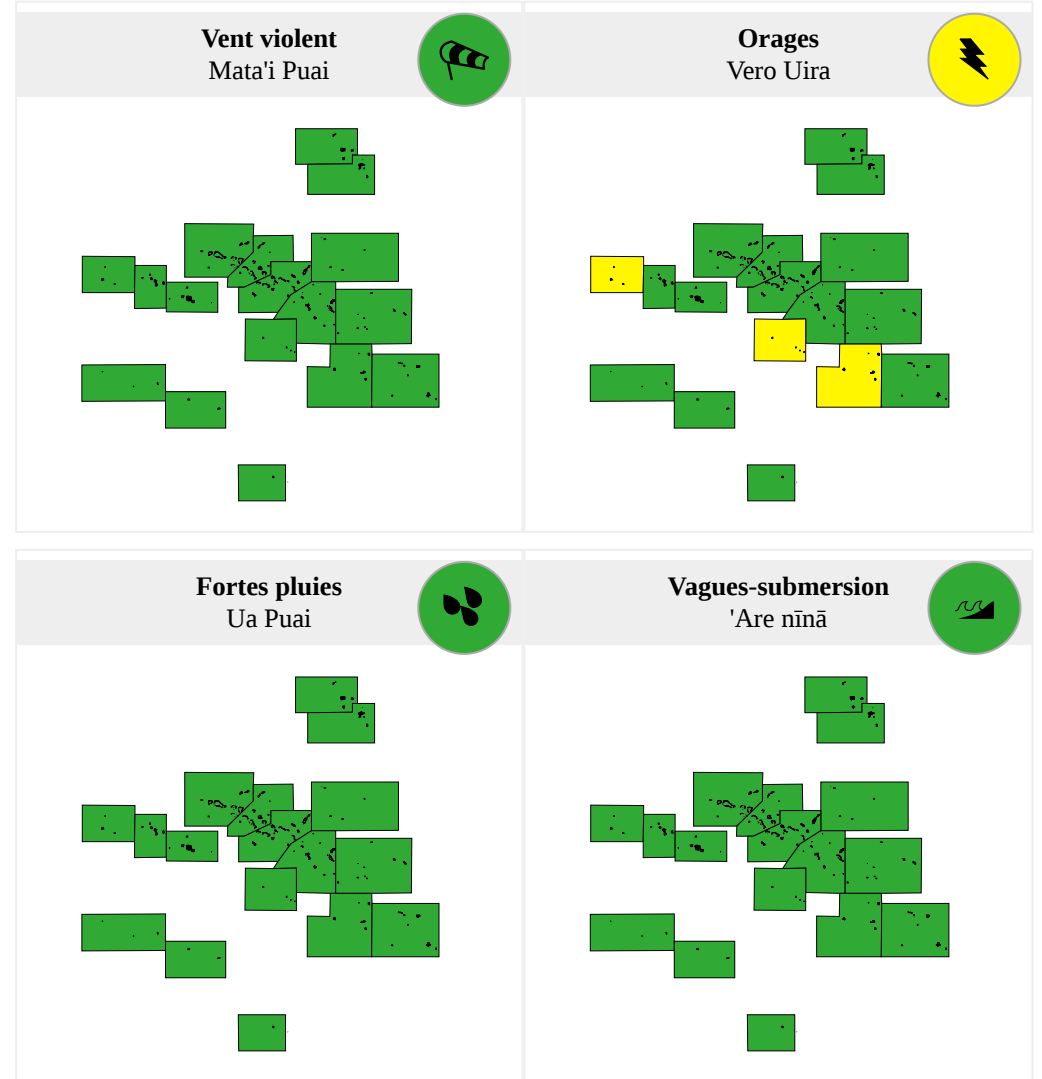 Vent violent
Mata'i Puai
Orages
Vero Uira
Fortes pluies
Ua Puai
Vagues-submersion
'Are nīnā